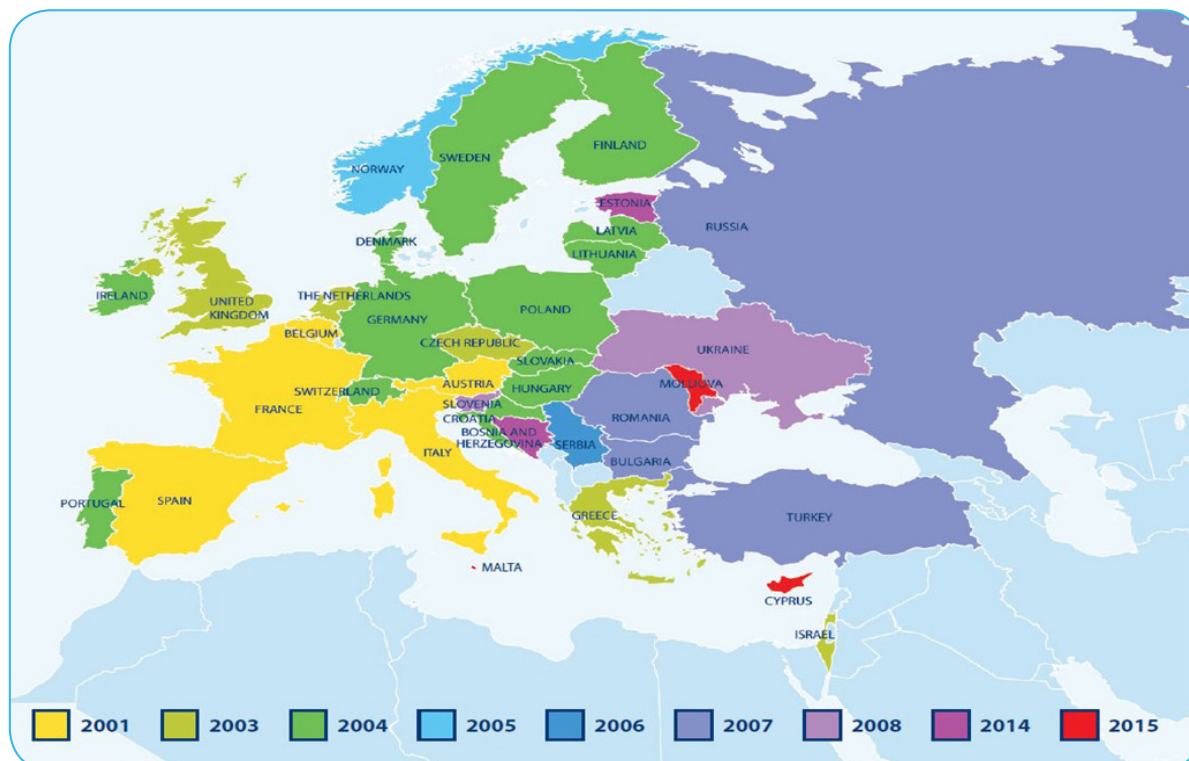 NORWAY
SWEDEN
FINLAND
ESTONIA
RUSSIA
LATVIA
DENMARK
LITHUANIA
IRELAND
UNITED
KINGDOM
THE NETHERLANDS
GERMANY
POLAND
BELGIUM
CZECH REPUBLIC
UKRAINE
SLOVAKIA
MOLDOVA
AUSTRIA
SWITZERLAND
HUNGARY
SLOVENIA
FRANCE
CROATIA
ROMANIA
BOSNIA AND
HERZEGOVINA
SERBIA
ITALY
BULGARIA
PORTUGAL
SPAIN
GREECE
TURKEY
MALTA
CYPRUS
ISRAEL
2001
2003
2004
2005
2006
2007
2008
2014
2015